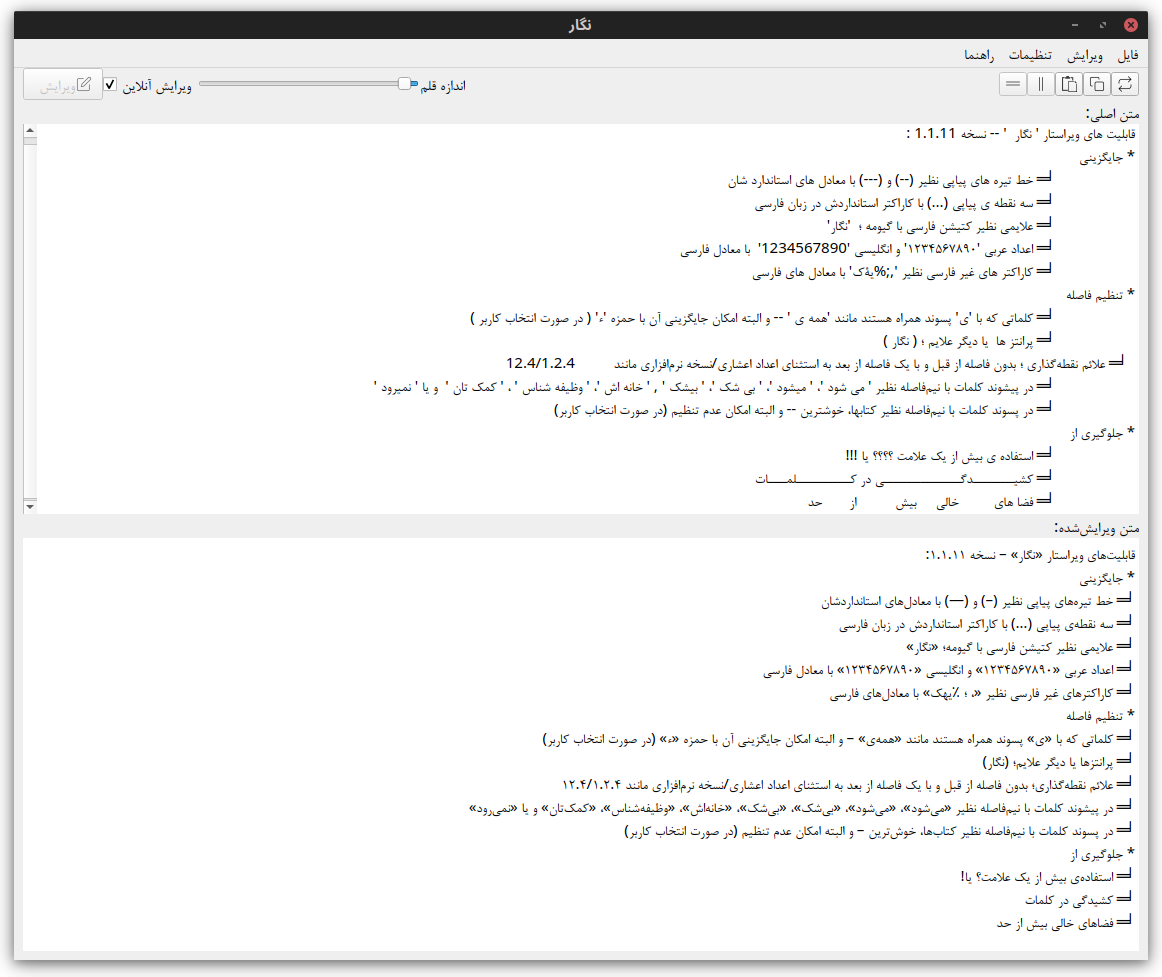 نگار
فایل ویرایش تنظیمات راهنما
اندازه قلم ویرایش آنلاین ویرایش
متن اصلی:
قابلیت های ویراستار ' نگار ' -- نسخه 1.1.11 :
* جایگزینی
═╛ خط تیره های پیاپی نظیر (--) و (---) با معادل های استاندارد شان
═╛ سه نقطه ی پیاپی (...) با کاراکتر استانداردش در زبان فارسی
═╛ علایمی نظیر کتیشن فارسی با گیومه ؛ 'نگار'
═╛ اعداد عربی '۱۲۳۴۵۶۷۸۹۰' و انگلیسی '1234567890' با معادل فارسی
═╛ کاراکتر های غیر فارسی نظیر ',;%يۀك' با معادل های فارسی
* تنظیم فاصله
═╛ کلماتی که با 'ی' پسوند همراه هستند مانند 'همه ی ' -- و البته امکان جایگزینی آن با حمزه 'ء' ( در صورت انتخاب کاربر )
═╛ پرانتز ها یا دیگر علایم ؛ ( نگار )
═╛ علائم نقطه‌گذاری ؛ بدون فاصله از قبل و با یک فاصله از بعد به استثنای اعداد اعشاری/نسخه نرم‌افزاری مانند 12.4/1.2.4
═╛ در پیشوند کلمات با نیم‌فاصله نظیر ' می شود '، ' میشود '، ' بی شک '، ' بیشک ' , ' خانه اش '، ' وظیفه شناس ' ، ' کمک تان ' و یا ' نمیرود '
═╛ در پسوند کلمات با نیم‌فاصله نظیر کتابها، خوشترین -- و البته امکان عدم تنظیم (در صورت انتخاب کاربر)
* جلوگیری از
═╛ استفاده ی بیش از یک علامت ؟؟؟؟ یا !!!
═╛ کشیــــــــدگــــــــــــــــی در کــــــــــــلمــــات
═╛ فضا های خالی بیش از حد
متن ویرایش‌شده:
قابلیت‌های ویراستار «نگار» – نسخه ۱.۱.۱۱:
* جایگزینی
═╛ خط تیره‌های پیاپی نظیر (–) و (—) با معادل‌های استانداردشان
═╛ سه نقطه‌ی پیاپی (…) با کاراکتر استانداردش در زبان فارسی
═╛ علایمی نظیر کتیشن فارسی با گیومه؛ «نگار»
═╛ اعداد عربی «۱۲۳۴۵۶۷۸۹۰» و انگلیسی «۱۲۳۴۵۶۷۸۹۰» با معادل فارسی
═╛ کاراکترهای غیر فارسی نظیر «، ؛ ٪یهک» با معادل‌های فارسی
* تنظیم فاصله
═╛ کلماتی که با «ی» پسوند همراه هستند مانند «همه‌ی» – و البته امکان جایگزینی آن با حمزه «ء» (در صورت انتخاب کاربر)
═╛ پرانتزها یا دیگر علایم؛ (نگار)
═╛ علائم نقطه‌گذاری؛ بدون فاصله از قبل و با یک فاصله از بعد به استثنای اعداد اعشاری/نسخه نرم‌افزاری مانند ۱۲.۴/۱.۲.۴
═╛ در پیشوند کلمات با نیم‌فاصله نظیر «می‌شود»، «می‌شود»، «بی‌شک»، «بی‌شک»، «خانه‌اش»، «وظیفه‌شناس»، «کمک‌تان» و یا «نمی‌رود»
═╛ در پسوند کلمات با نیم‌فاصله نظیر کتاب‌ها، خوش‌ترین – و البته امکان عدم تنظیم (در صورت انتخاب کاربر)
* جلوگیری از
═╛ استفاده‌ی بیش از یک علامت؟ یا!
═╛ کشیدگی در کلمات
═╛ فضاهای خالی بیش از حد